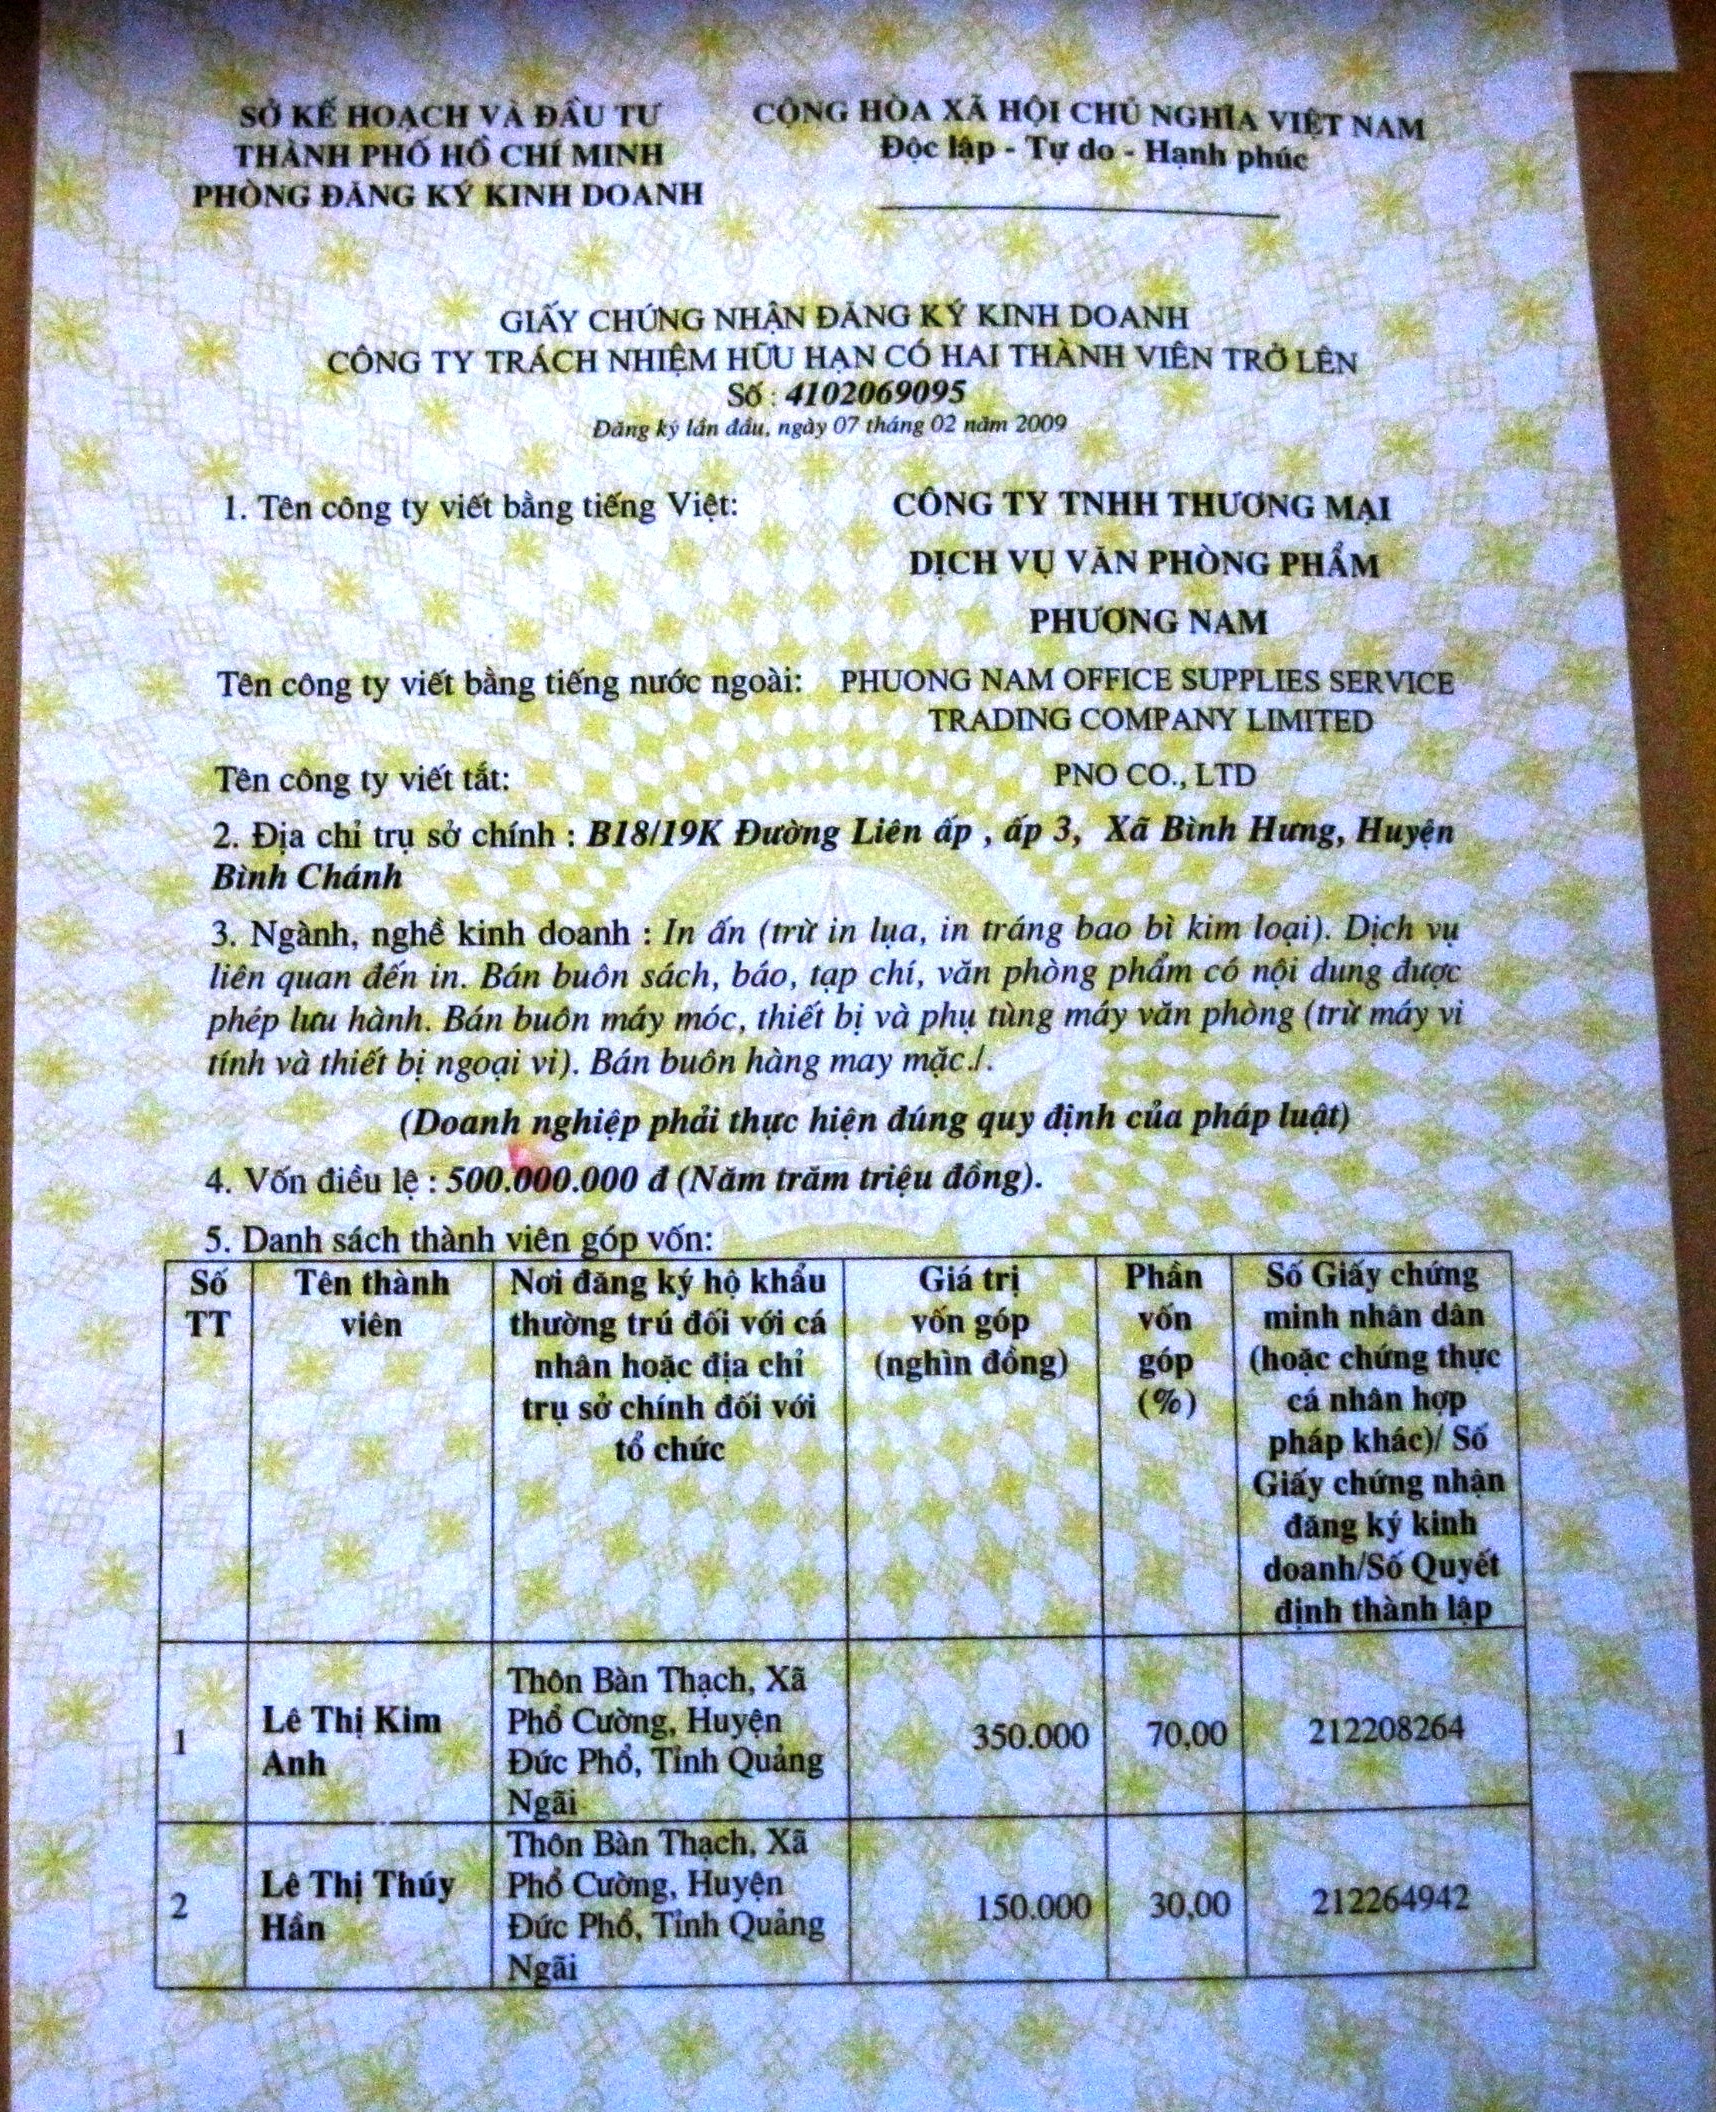 SỞ KẾ HOẠCH VÀ ĐẦU TƯ
THÀNH PHỐ HỒ CHÍ MINH
PHÒNG ĐĂNG KÝ KINH DOANH
CỘNG HÒA XÃ HỘI CHỦ NGHĨA VIỆT NAM
Độc lập - Tự do - Hạnh phúc
GIẤY CHỨNG NHẬN ĐĂNG KÝ KINH DOANH
CÔNG TY TRÁCH NHIỆM HỮU HẠN CÓ HAI THÀNH VIÊN TRỞ LÊN
Số : 4102069095
Đăng ký lần đầu, ngày 07 tháng 02 năm 2009
1. Tên công ty viết bằng tiếng Việt:
CÔNG TY TNHH THƯƠNG MẠI
DỊCH VỤ VĂN PHÒNG PHẨM
PHƯƠNG NAM
Tên công ty viết bằng tiếng nước ngoài: PHUONG NAM OFFICE SUPPLIES SERVICE
TRADING COMPANY LIMITED
Tên công ty viết tắt: PNO CO., LTD
2. Địa chỉ trụ sở chính : B18/19K Đường Liên ấp , ấp 3, Xã Bình Hưng, Huyện
Bình Chánh
3. Ngành, nghề kinh doanh : In ấn (trừ in lụa, in tráng bao bì kim loại). Dịch vụ
liên quan đến in. Bán buôn sách, báo, tạp chí, văn phòng phẩm có nội dung được
phép lưu hành. Bán buôn máy móc, thiết bị và phụ tùng máy văn phòng (trừ máy vi
tính và thiết bị ngoại vi). Bán buôn hàng may mặc./.
(Doanh nghiệp phải thực hiện đúng quy định của pháp luật)
4. Vốn điều lệ : 500.000.000 đ (Năm trăm triệu đồng).
5. Danh sách thành viên góp vốn:
Số
TT
Tên thành
viên
Nơi đăng ký hộ khẩu
thường trú đối với cá
nhân hoặc địa chỉ
trụ sở chính đối với
tổ chức
Giá trị
vốn góp
(nghìn đồng)
Phần
vốn
góp
(%)
Số Giấy chứng
minh nhân dân
(hoặc chứng thực
cá nhân hợp
pháp khác)/ Số
Giấy chứng nhận
đăng ký kinh
doanh/Số Quyết
định thành lập
1
Lê Thị Kim
Anh
Thôn Bàn Thạch, Xã
Phổ Cường, Huyện
Đức Phổ, Tỉnh Quảng
Ngãi
350.000
70,00
212208264
2
Lê Thị Thúy
Hần
Thôn Bàn Thạch, Xã
Phổ Cường, Huyện
Đức Phổ, Tỉnh Quảng
Ngãi
150.000
30,00
212264942
VIỆT NAM